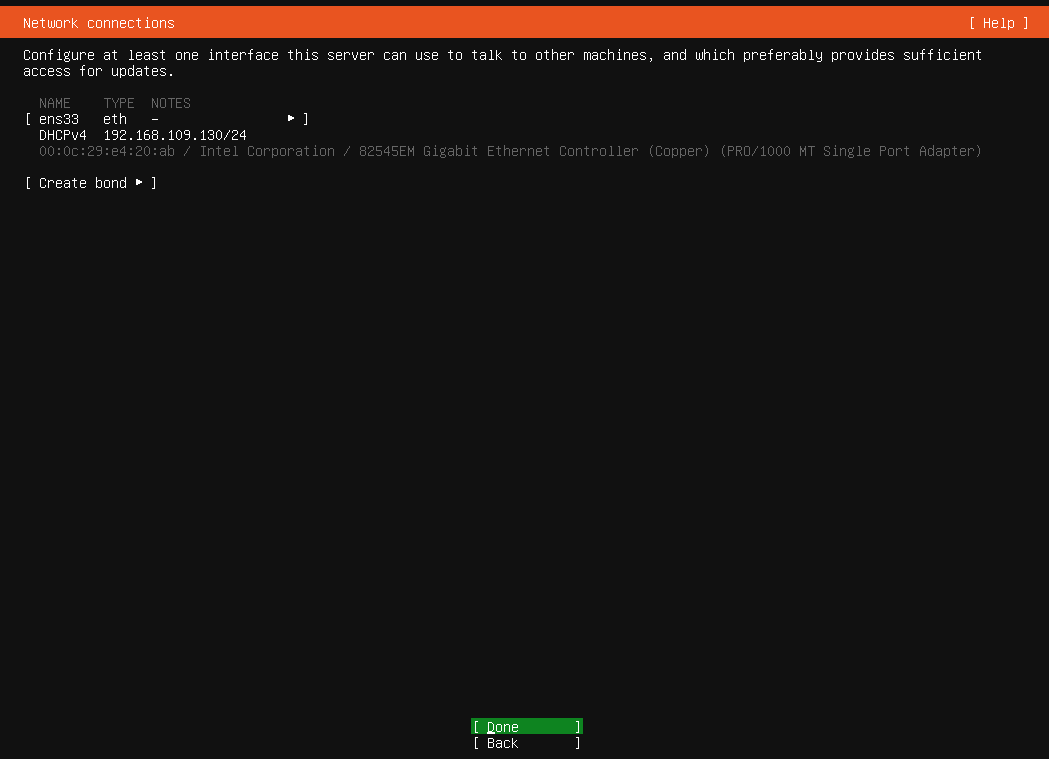 Network connections [ Help ]
Configure at least one interface this server can use to talk to other machines, and which preferably provides sufficient
access for updates.
NAME TYPE NOTES
[ ens33 eth - ▸ ]
DHCPv4 192.168.109.130/24
00:0c:29:e4:20:ab / Intel Corporation / 82545EM Gigabit Ethernet Controller (Copper) (PRO/1000 MT Single Port Adapter)
[ Create bond ▸ ]
[ Done ]
[ Back ]